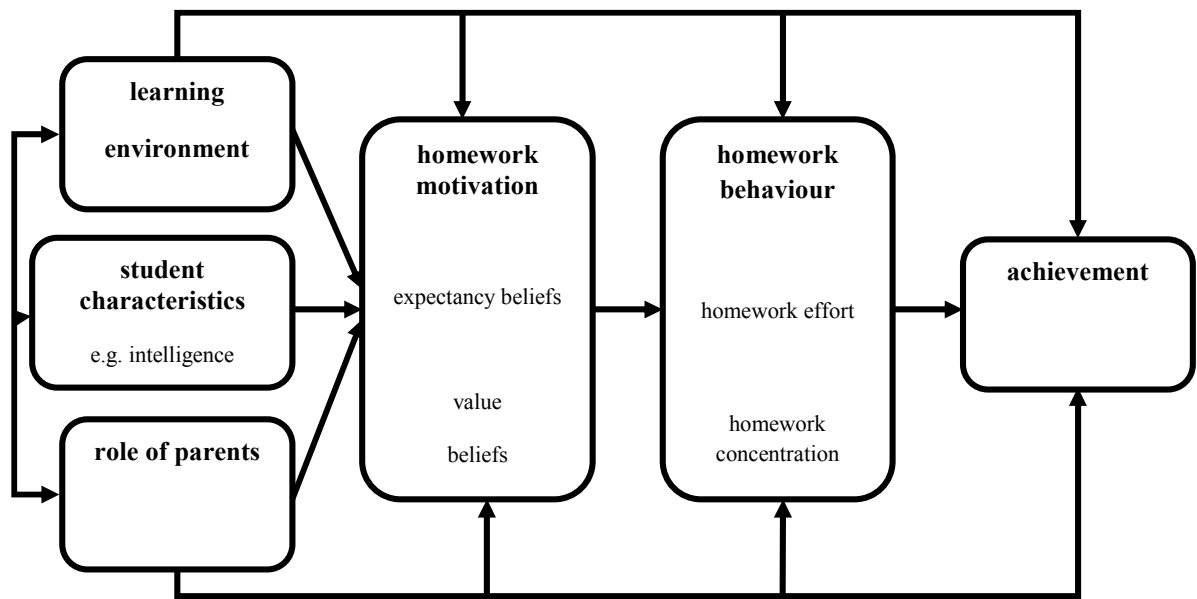 learning
environment
student
characteristics
e.g. intelligence
role of parents
homework
motivation
expectancy beliefs
value
beliefs
homework
behaviour
homework effort
homework
concentration
achievement